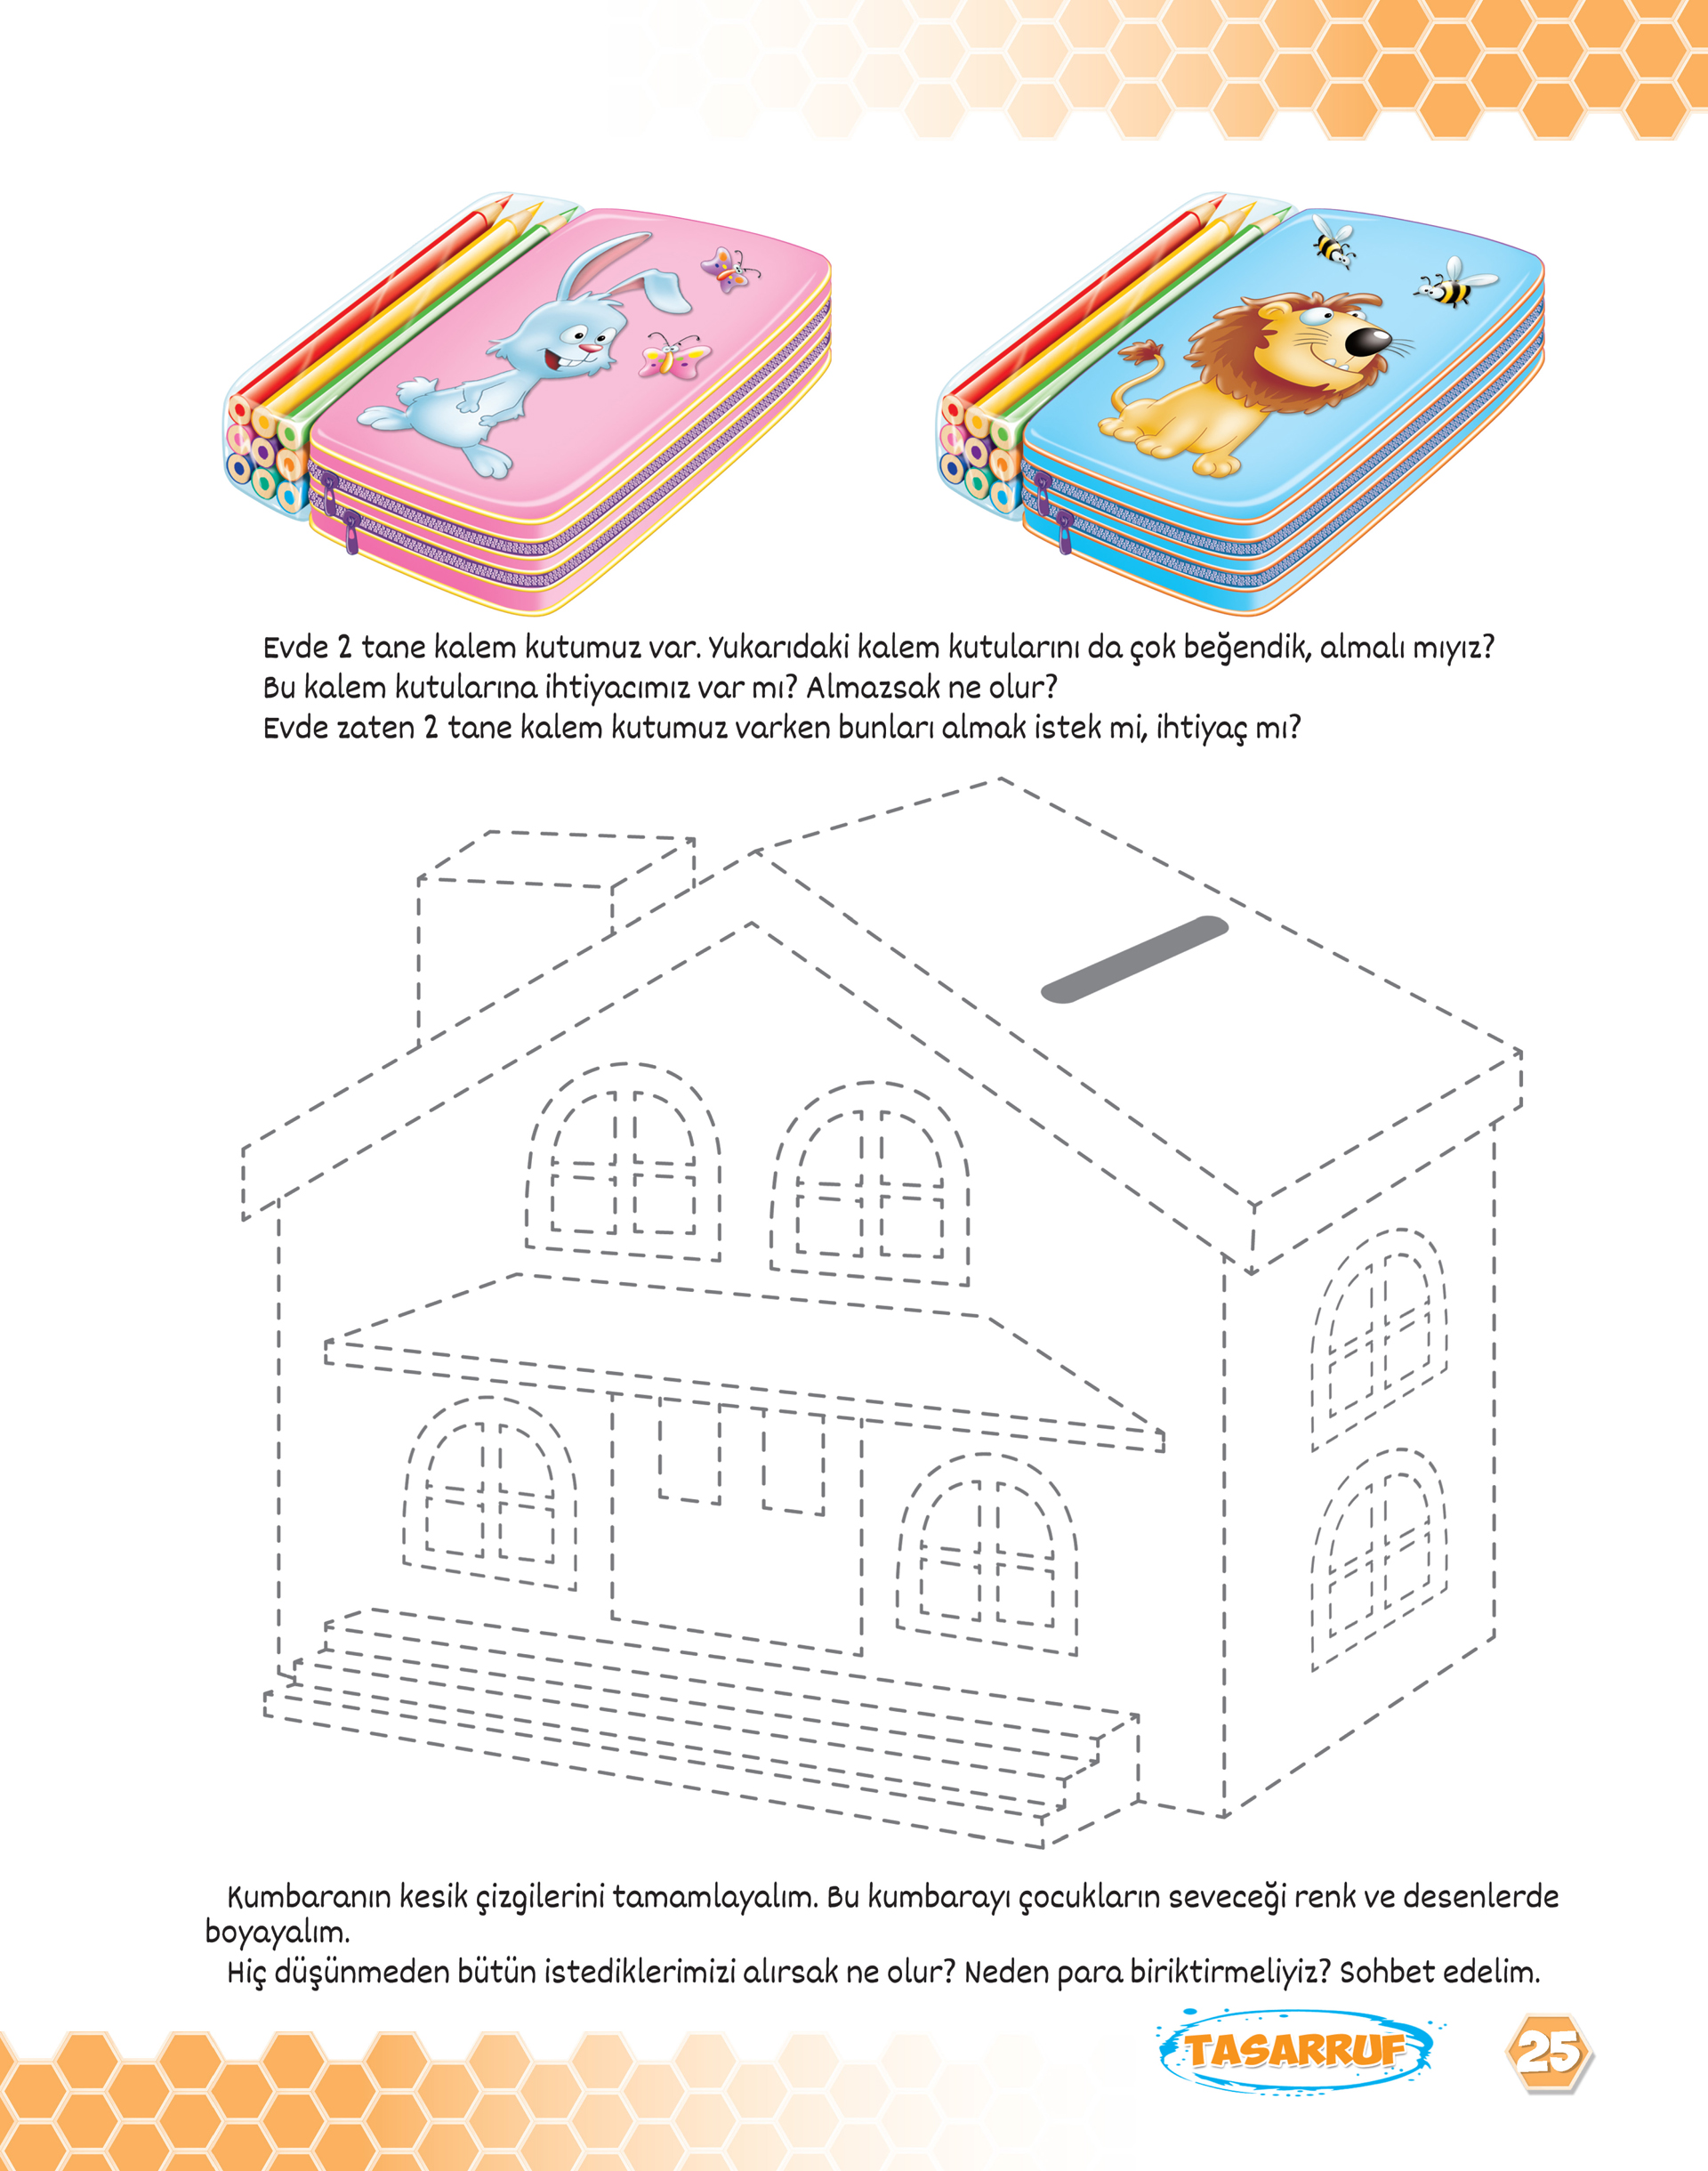 Evde 2 tane kalem kutumuz var. Yukarıdaki kalem kutularını da çok beğendik, almalı mıyız?
Bu kalem kutularına ihtiyacımız var mı? Almazsak ne olur?
Evde zaten 2 tane kalem kutumuz varken bunları almak istek mi, ihtiyaç mı?
Kumbaranın kesik çizgilerini tamamlayalım. Bu kumbarayı çocukların seveceği renk ve desenlerde
boyayalım.
Hiç düşünmeden bütün istediklerimizi alırsak ne olur? Neden para biriktirmeliyiz? Sohbet edelim.
TASARRUF
25